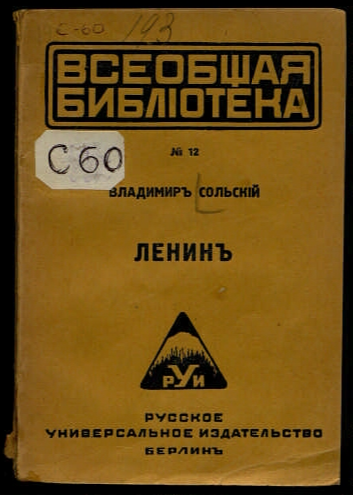 С-60
193
ВСЕОБЩАЯ
БИБЛІОТЕКА
№ 12
С60
ВЛАДИМИРЪ СОЛЬСКІЙ
ЛЕНИНЪ
РУИ
РУССКОЕ
УНИВЕРСАЛЬНОЕ ИЗДАТЕЛЬСТВО
БЕРЛИНЪ